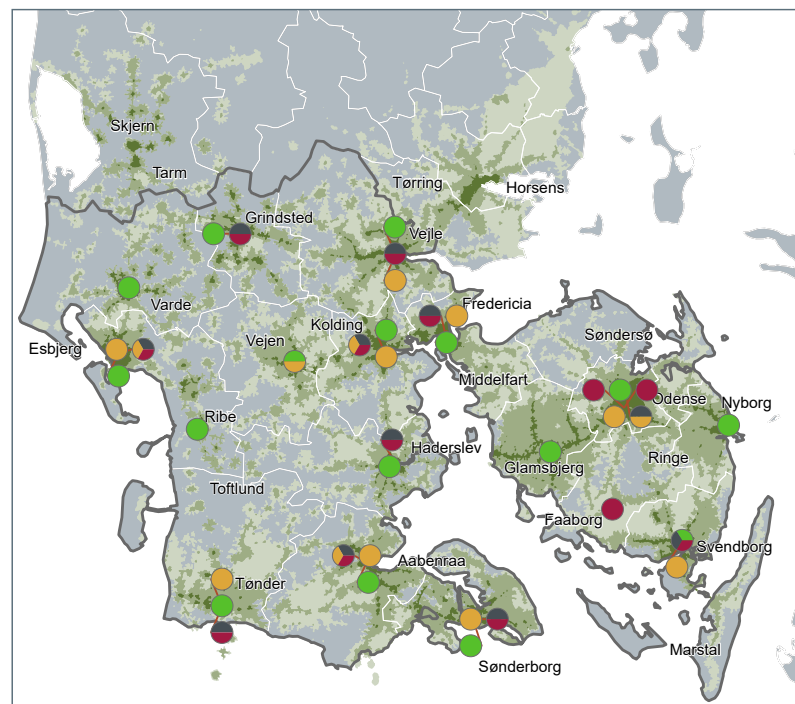 Skjern
Tarm
Tørring
Horsens
Grindsted
Vejle
Varde
Fredericia
Kolding
Esbjerg
Vejen
Søndersø
Middelfart
Odense
Nyborg
Ribe
Haderslev
Glamsbjerg
Ringe
Toftlund
Faaborg
Svendborg
Aabenraa
Tønder
Marstal
Sønderborg